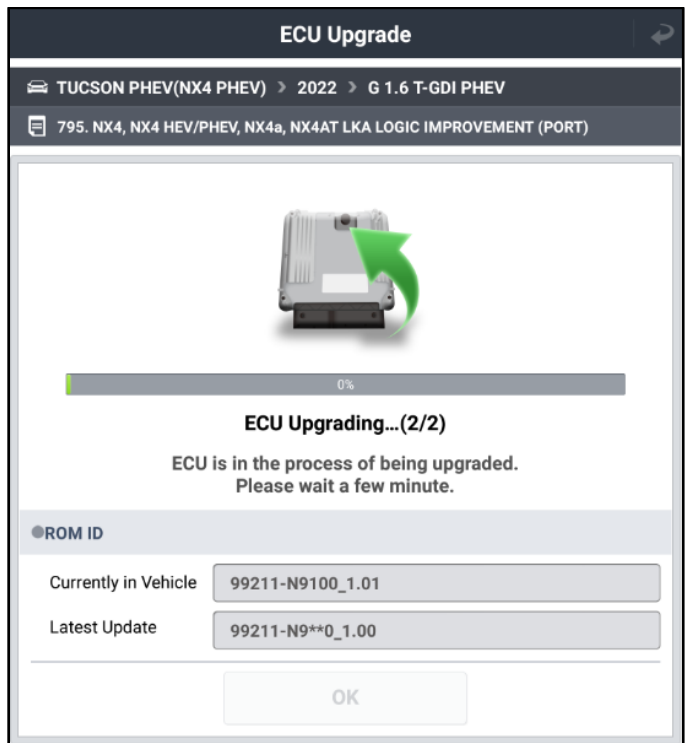 ECU Upgrade
TUCSON PHEV(NX4 PHEV) > 2022 > G 1.6 T-GDI PHEV
795. NX4, NX4 HEV/PHEV, NX4a, NX4AT LKA LOGIC IMPROVEMENT (PORT)
0%
ECU Upgrading...(2/2)
ECU is in the process of being upgraded.
Please wait a few minute.
ROM ID
Currently in Vehicle 99211-N9100_1.01
Latest Update 99211-N9**0_1.00
OK